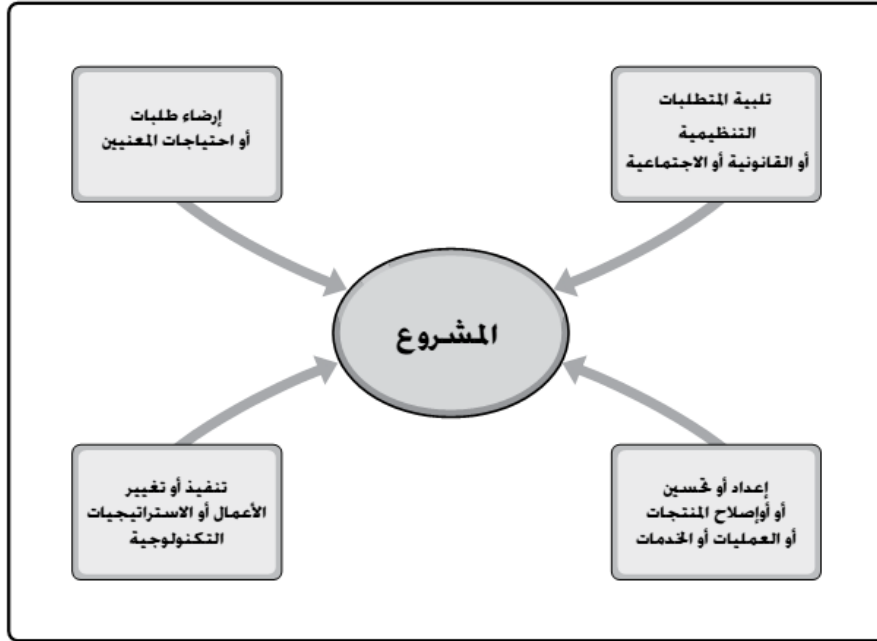 تلبية المتطلبات
التنظيمية
أو القانونية أو الاجتماعية
إرضاء طلبات
أو احتياجات المعنيين
المشروع
إعداد أو تحسين
أو أوإصلاح المنتجات
أو العمليات أو الخدمات
تنفيذ أو تغيير
الأعمال أو الاستراتيجيات
التكنولوجية